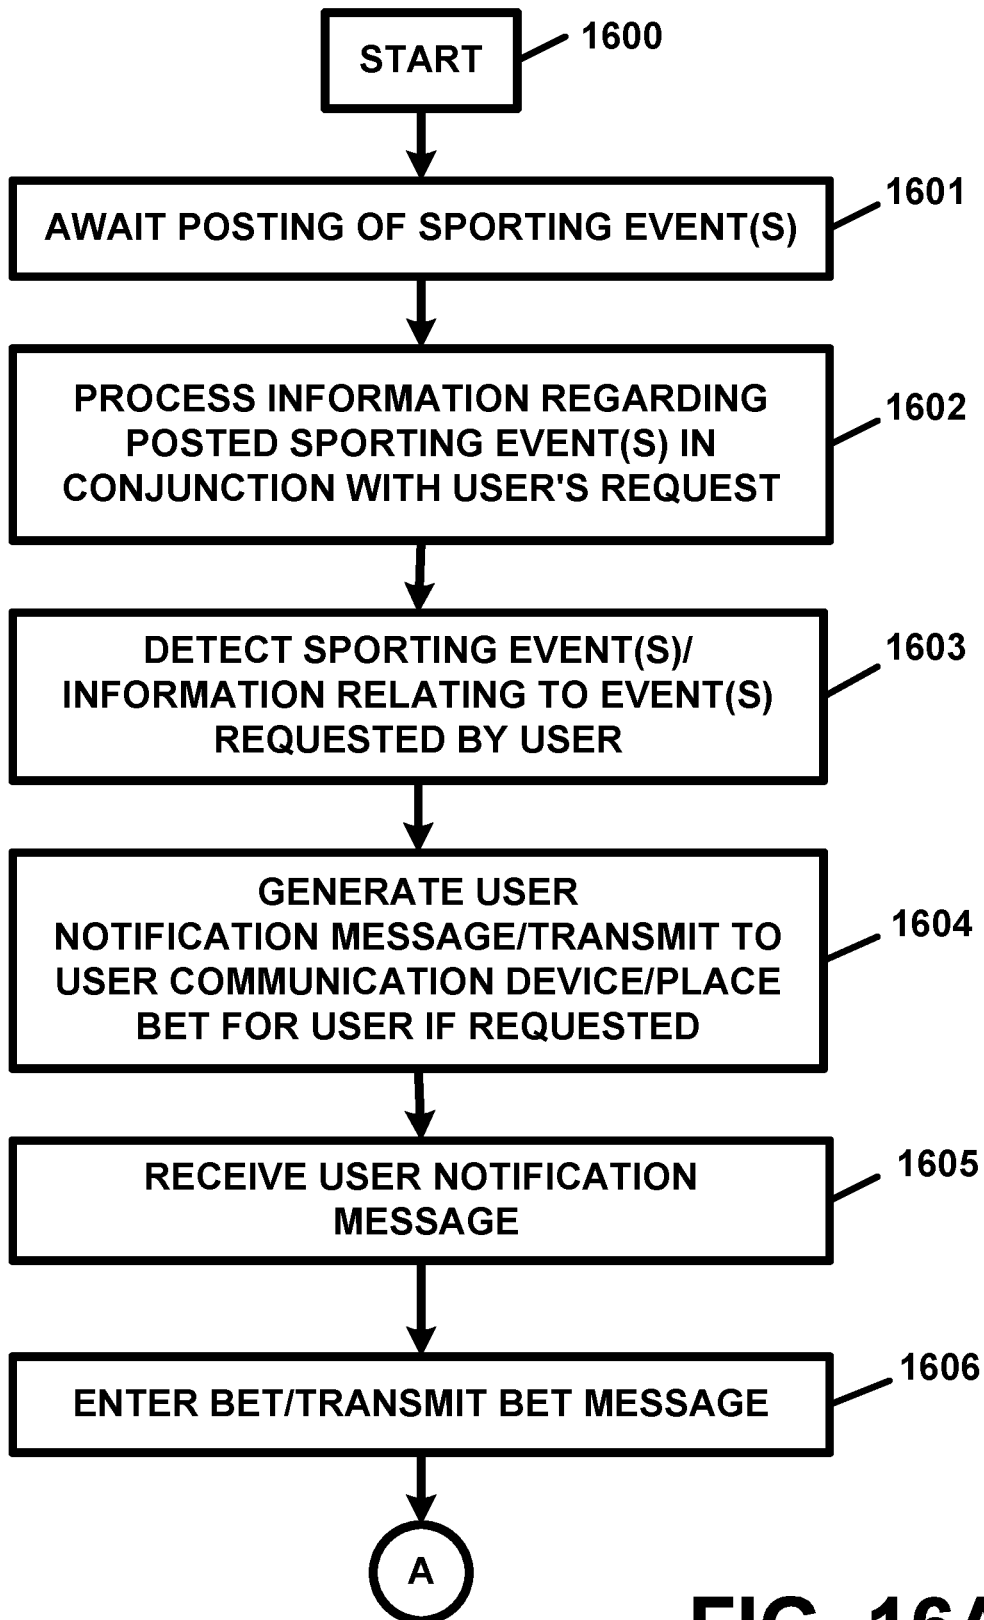 START
1600
AWAIT POSTING OF SPORTING EVENT(S)
1601
PROCESS INFORMATION REGARDING
POSTED SPORTING EVENT(S) IN
CONJUNCTION WITH USER'S REQUEST
1602
DETECT SPORTING EVENT(S)/
INFORMATION RELATING TO EVENT(S)
REQUESTED BY USER
1603
GENERATE USER
NOTIFICATION MESSAGE/TRANSMIT TO
USER COMMUNICATION DEVICE/PLACE
BET FOR USER IF REQUESTED
1604
RECEIVE USER NOTIFICATION
MESSAGE
1605
ENTER BET/TRANSMIT BET MESSAGE
1606
A
FIG. 16A